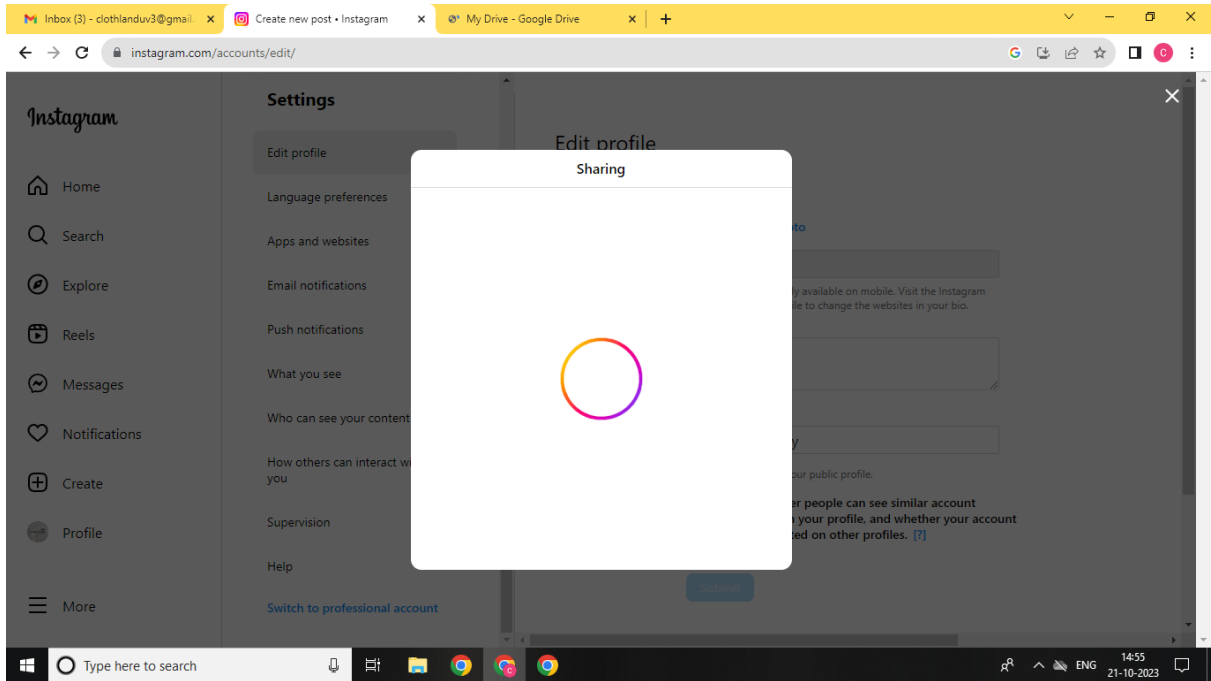 Inbox (3) - clothlanduv3@gmail.
Create new post • Instagram
My Drive - Google Drive
instagram.com/accounts/edit/
Instagram
Home
Search
Explore
Reels
Messages
Notifications
Create
Profile
More
Settings
Edit profile
Language preferences
Apps and websites
Email notifications
Push notifications
What you see
Who can see your content
How others can interact wi
you
Supervision
Help
Switch to professional account
Edit profile
Sharing
to
ly available on mobile. Visit the Instagram
ile to change the websites in your bio.
y
our public profile.
er people can see similar account
n your profile, and whether your account
ted on other profiles. [?]
Submit
Type here to search
ENG
14:55
21-10-2023